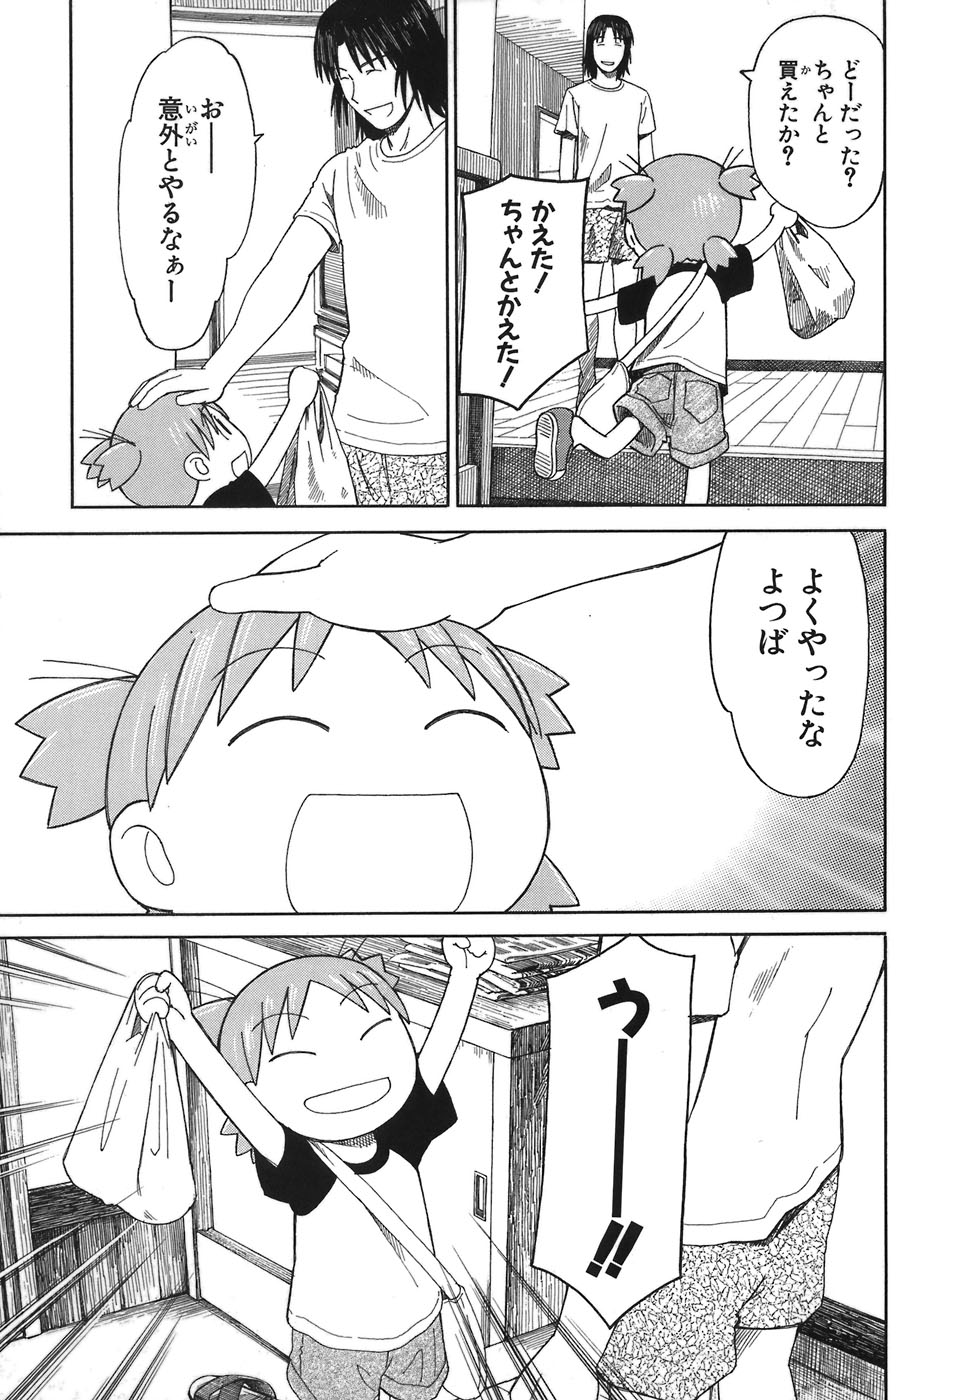 どーだった？
ちゃんと
買えたか？
かえた！
ちゃんとかえた！
おーー
意外とやるなぁー
よくやったな
よつば
うーーー!!